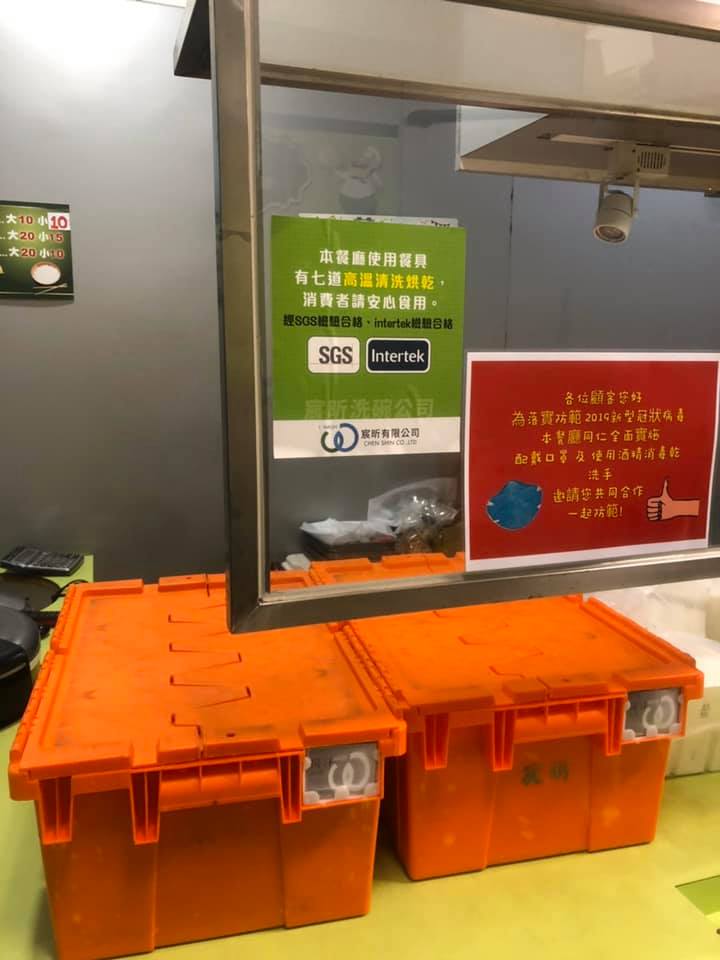 大10 小10
大20 小15
大20 小10
本餐廳使用餐具
有七道高溫清洗烘乾，
消費者請安心食用。
經SGS檢驗合格、intertek檢驗合格
SGS
Intertek
宸昕洗碗公司
宸昕有限公司
CHEN SHIN CO.,LTD
各位顧客您好
為落實防範2019新型冠狀病毒
本餐廳同仁全面實施
配戴口罩及使用酒精消毒乾
洗手
邀請您共同合作
一起防範!